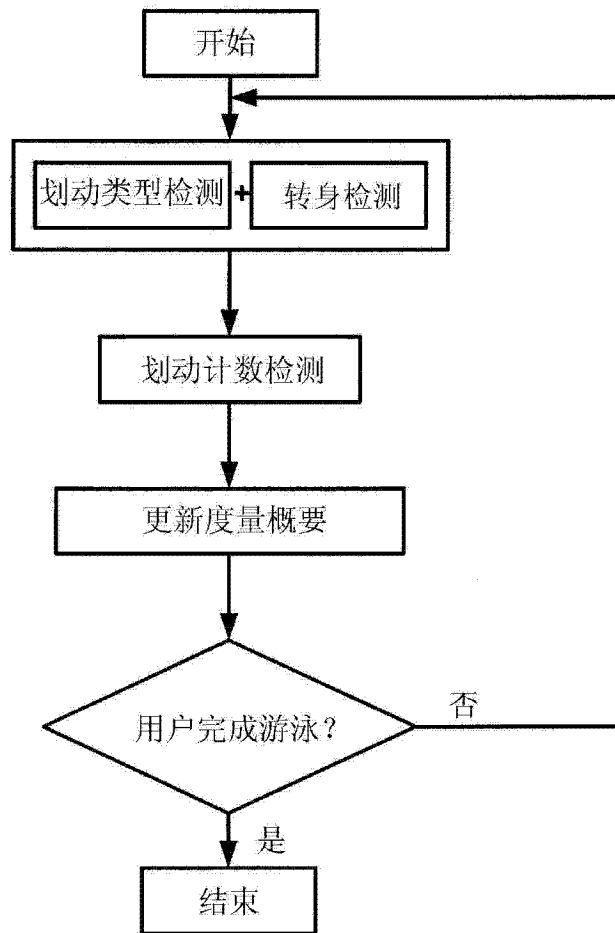 开始
划动类型检测 + 转身检测
划动计数检测
更新度量概要
用户完成游泳？
否
是
结束